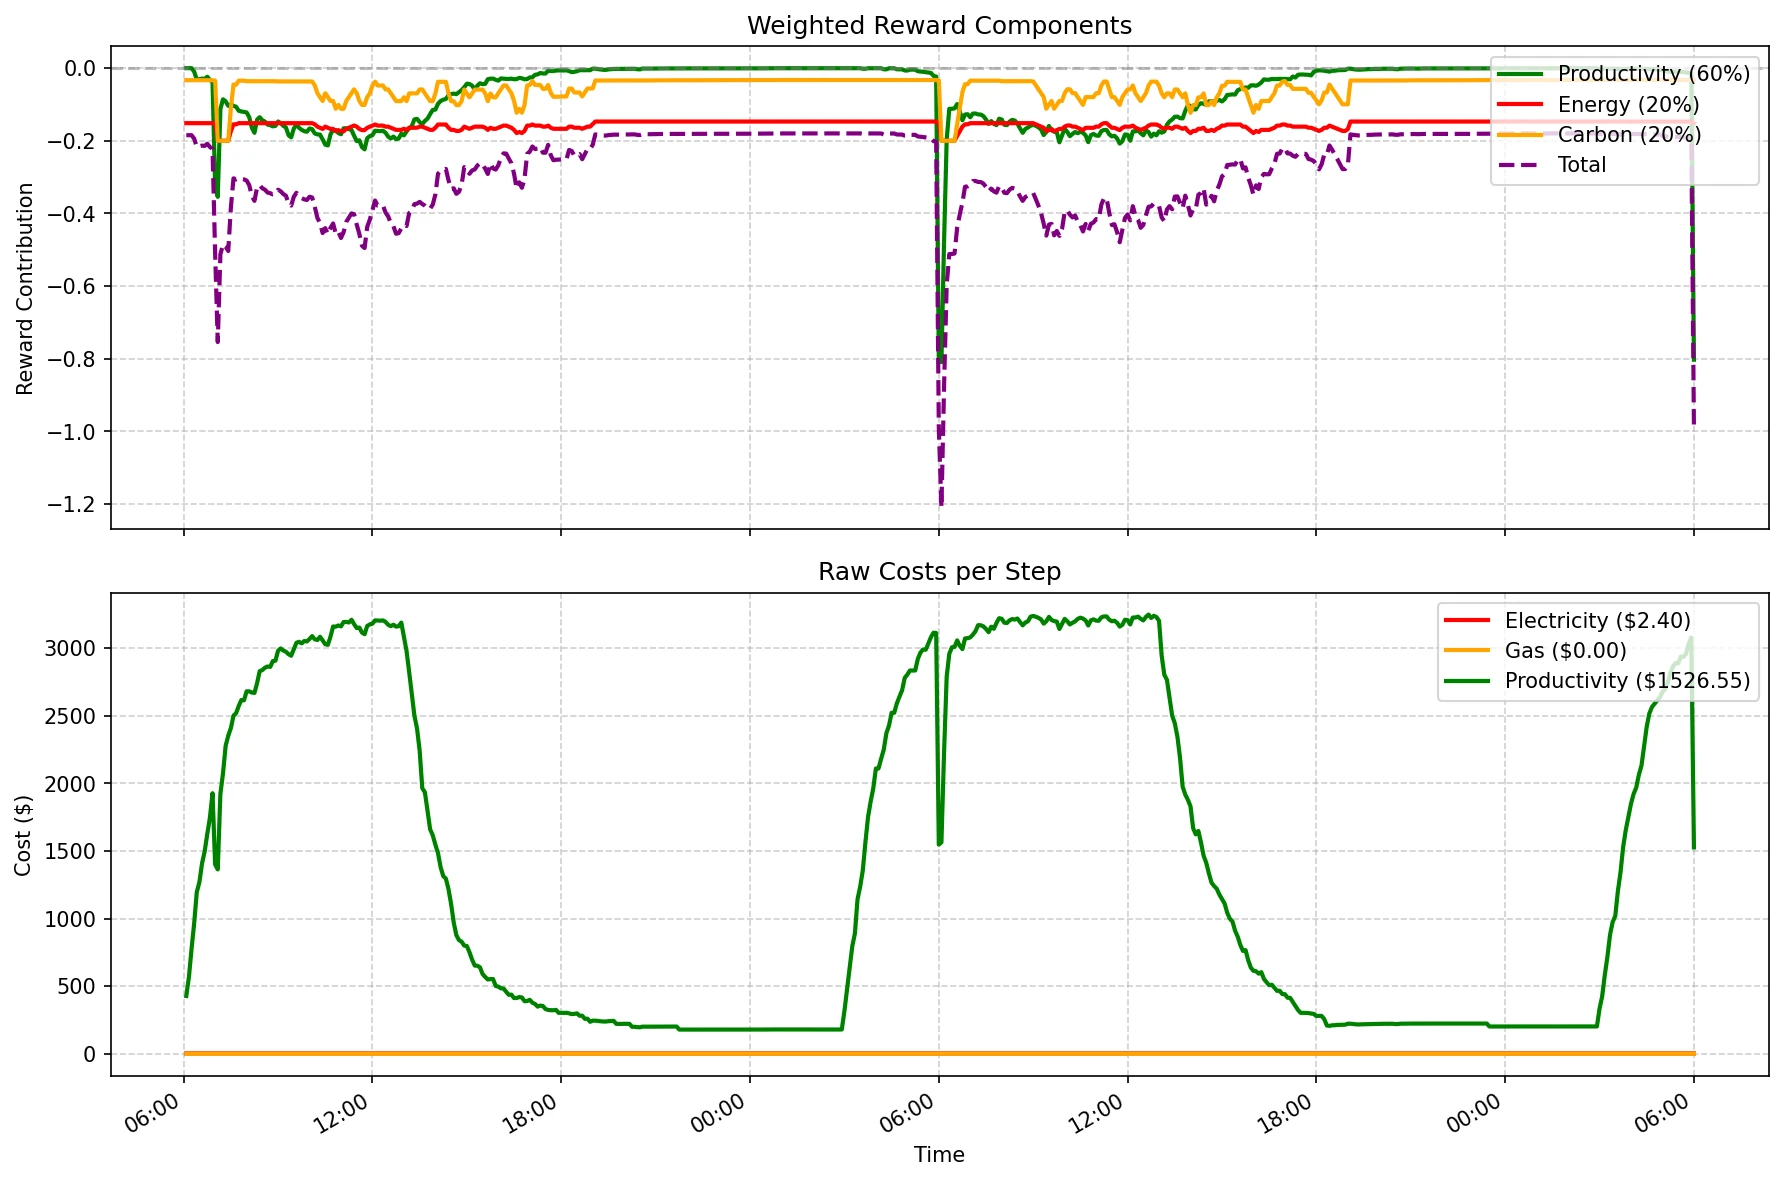 Weighted Reward Components
0.0
−0.2
−0.4
−0.6
−0.8
−1.0
−1.2
Reward Contribution
Productivity (60%)
Energy (20%)
Carbon (20%)
Total
Raw Costs per Step
3000
2500
2000
1500
1000
500
0
Cost ($)
Electricity ($2.40)
Gas ($0.00)
Productivity ($1526.55)
06:00 12:00 18:00 00:00 06:00 12:00 18:00 00:00 06:00
Time